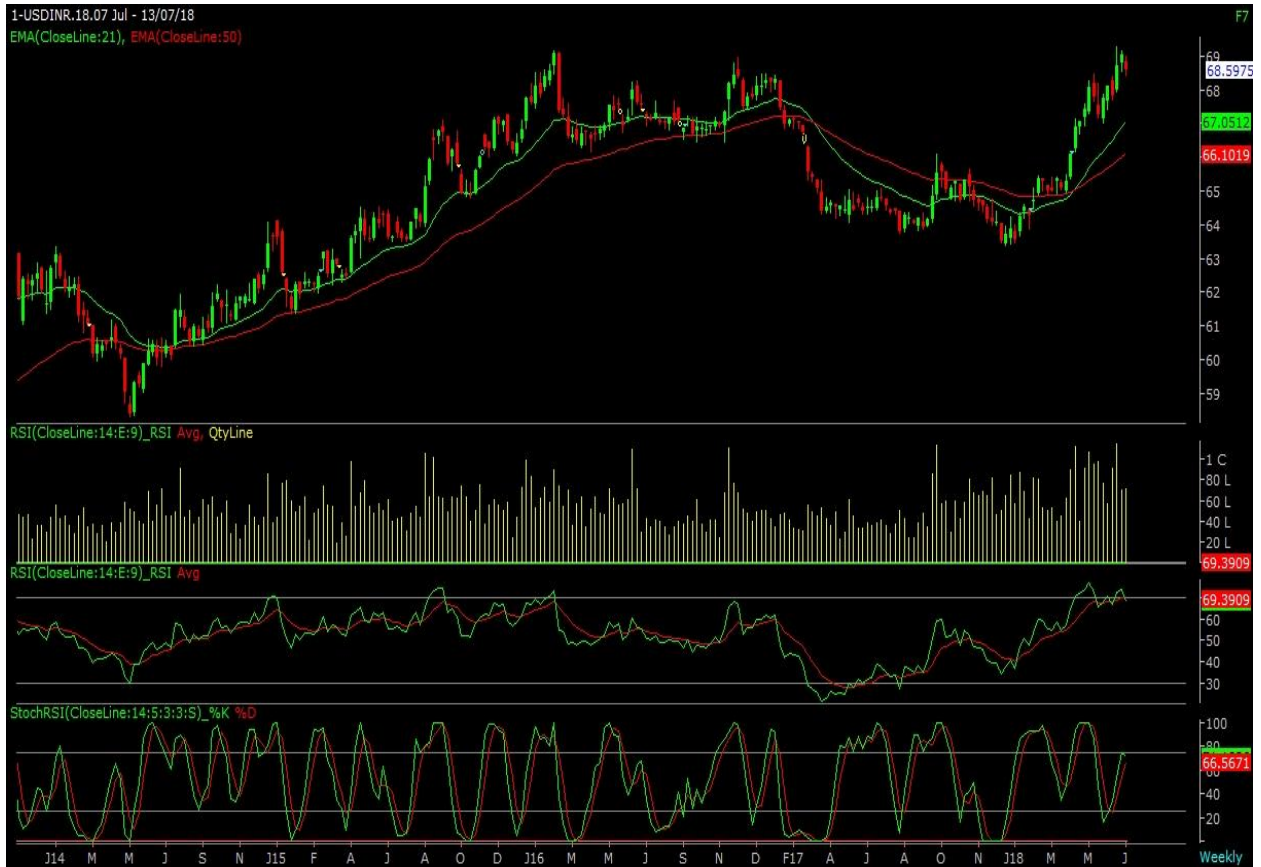 1-USDINR.18.07 Jul - 13/07/18
F7
EMA(CloseLine:21), EMA(CloseLine:50)
69
68.5975
68
67.0512
66.1019
65
64
63
62
61
60
59
RSI(CloseLine:14:E:9)_RSI Avg, QtyLine
1 C
80 L
60 L
40 L
20 L
69.3909
RSI(CloseLine:14:E:9)_RSI Avg
69.3909
60
50
40
30
StochRSI(CloseLine:14:5:3:3:S)_%K %D
100
80
66.5671
60
40
20
J14 M M J S N J15 F A J A O D J16 M M J S N D F17 A J A O N J18 M M
Weekly